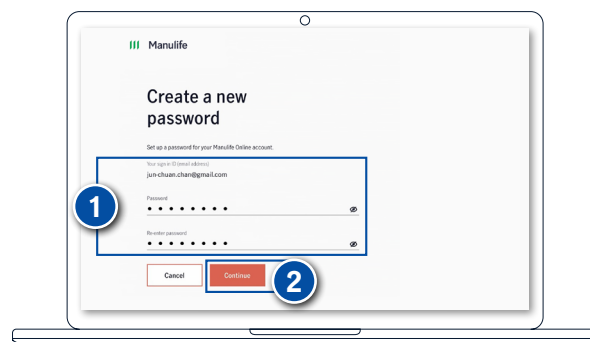 Manulife
Create a new
password
Set up a password for your Manulife Online account.
Your sign in ID (email address)
jun-chuan.chan@gmail.com
1
Password
Re-enter password
Cancel
Continue
2